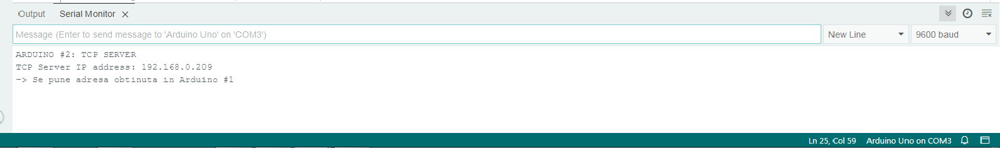 Output
Serial Monitor
Message (Enter to send message to 'Arduino Uno' on 'COM3')
New Line
9600 baud
ARDUINO #2: TCP SERVER
TCP Server IP address: 192.168.0.209
-> Se pune adresa obtinuta in Arduino #1
Ln 25, Col 59
Arduino Uno on COM3